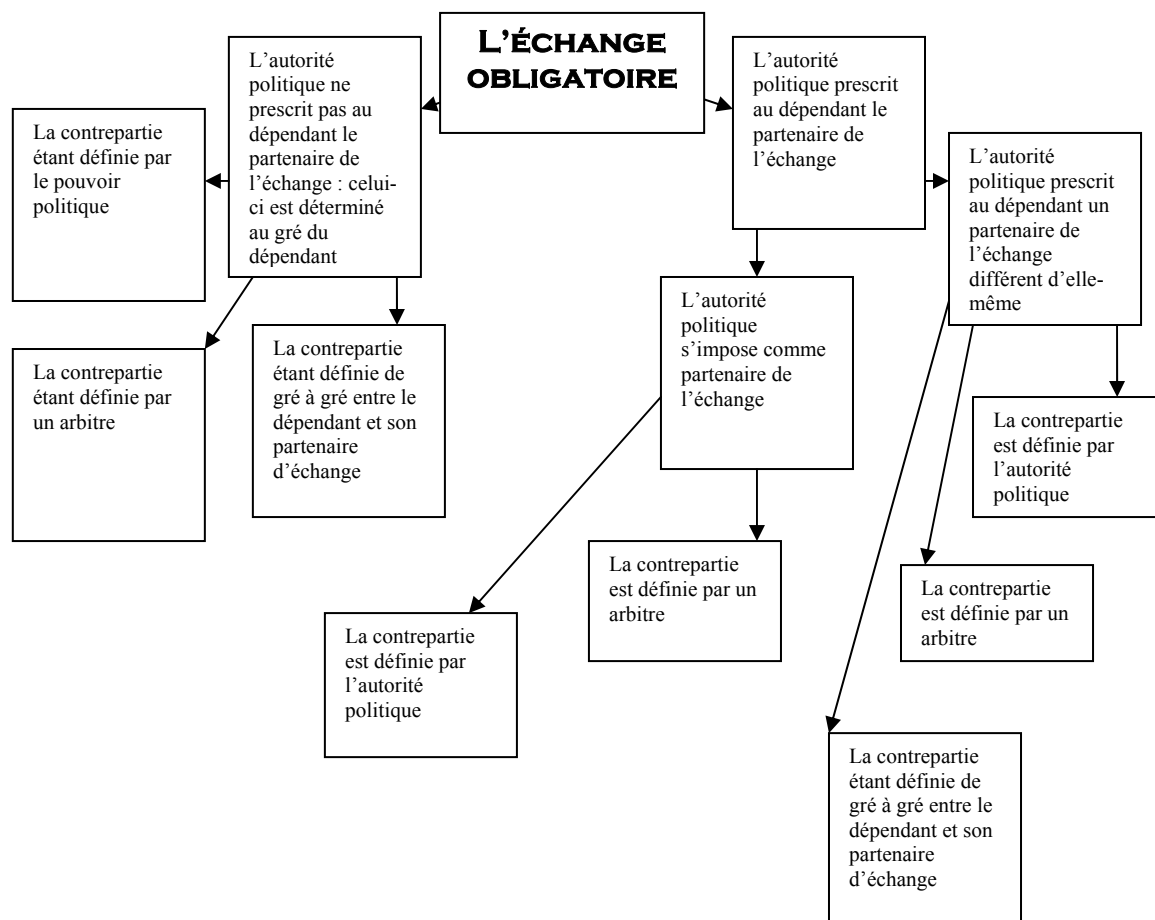 L’ÉCHANGE
OBLIGATOIRE
L’autorité
politique ne
prescrit pas au
dépendant le
partenaire de
l’échange : celui-
ci est déterminé
au gré du
dépendant
La contrepartie
étant définie par
le pouvoir
politique
La contrepartie
étant définie par
un arbitre
La contrepartie
étant définie de
gré à gré entre le
dépendant et son
partenaire
d’échange
L’autorité
politique prescrit
au dépendant le
partenaire de
l’échange
L’autorité
politique
s’impose comme
partenaire de
l’échange
La contrepartie
est définie par
l’autorité
politique
La contrepartie
est définie par un
arbitre
L’autorité
politique prescrit
au dépendant un
partenaire de
l’échange
différent d’elle-
même
La contrepartie
est définie par
l’autorité
politique
La contrepartie
est définie par un
arbitre
La contrepartie
étant définie de
gré à gré entre le
dépendant et son
partenaire
d’échange